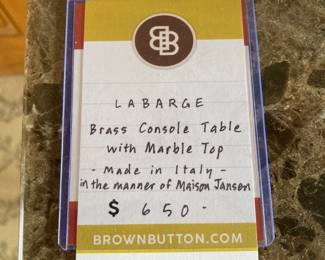 LABARGE
Brass Console Table
with Marble Top
- Made in Italy -
in the manner of Maison Jansen
$ 650-
BROWNBUTTON.COM